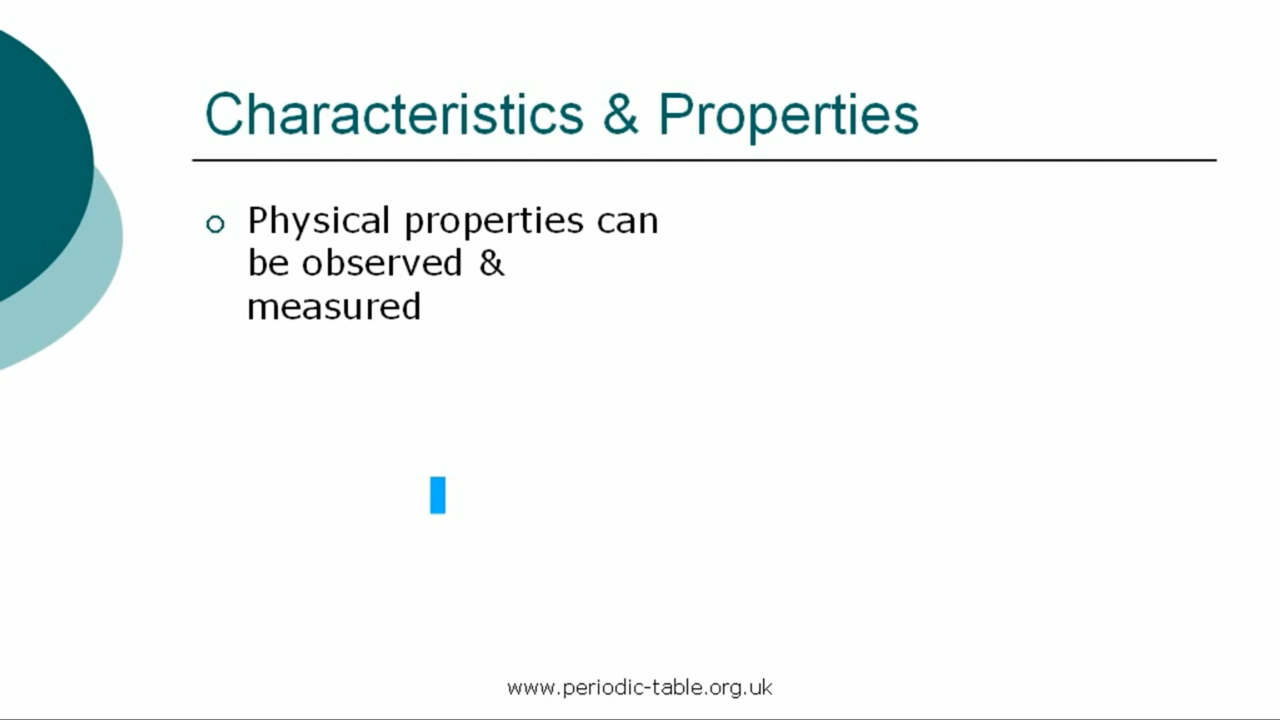 Characteristics & Properties
Physical properties can
be observed &
measured
www.periodic-table.org.uk